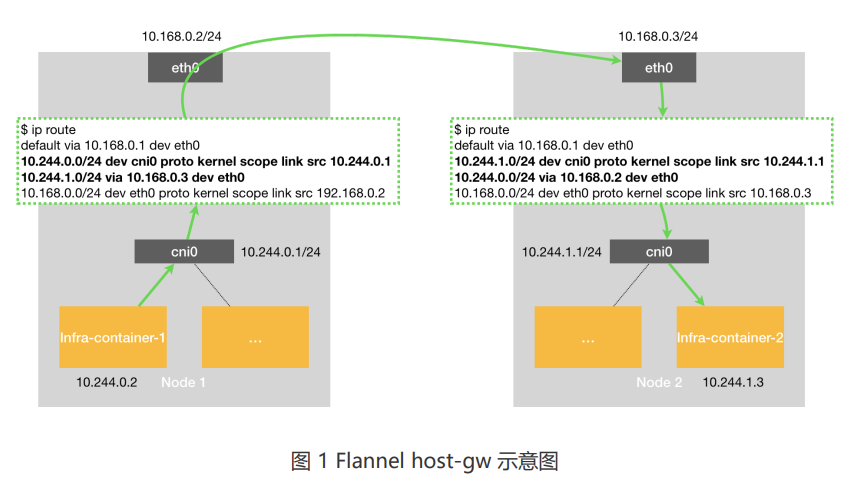 10.168.0.2/24
10.168.0.3/24
eth0
eth0
$ ip route
default via 10.168.0.1 dev eth0
10.244.0.0/24 dev cni0 proto kernel scope link src 10.244.0.1
10.244.1.0/24 via 10.168.0.3 dev eth0
10.168.0.0/24 dev eth0 proto kernel scope link src 192.168.0.2
$ ip route
default via 10.168.0.1 dev eth0
10.244.1.0/24 dev cni0 proto kernel scope link src 10.244.1.1
10.244.0.0/24 via 10.168.0.2 dev eth0
10.168.0.0/24 dev eth0 proto kernel scope link src 10.168.0.3
cni0
10.244.0.1/24
10.244.1.1/24
cni0
Infra-container-1
...
...
Infra-container-2
10.244.0.2
Node 1
Node 2
10.244.1.3
图 1 Flannel host-gw 示意图